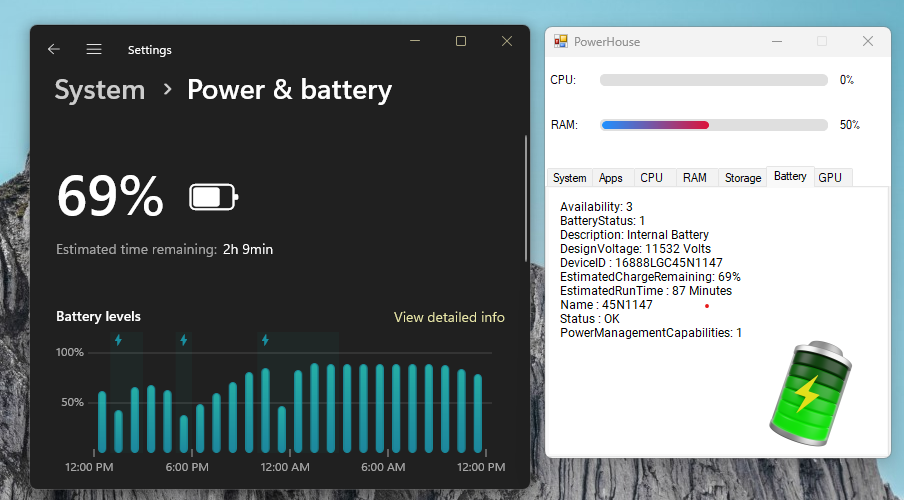 Settings
System > Power & battery
69%
Estimated time remaining: 2h 9min
Battery levels
View detailed info
100%
50%
12:00 PM
6:00 PM
12:00 AM
6:00 AM
12:00 PM
PowerHouse
CPU:
0%
RAM:
50%
System
Apps
CPU
RAM
Storage
Battery
GPU
Availability: 3
BatteryStatus: 1
Description: Internal Battery
DesignVoltage: 11532 Volts
DeviceID : 16888LGC45N1147
EstimatedChargeRemaining: 69%
EstimatedRunTime : 87 Minutes
Name : 45N1147
Status : OK
PowerManagementCapabilities: 1